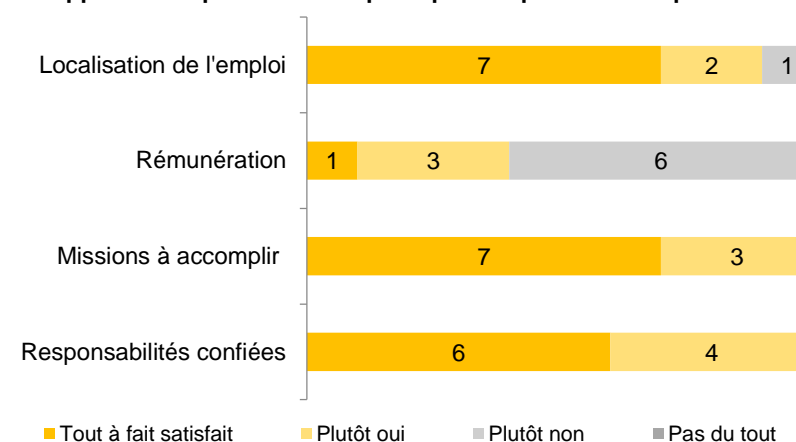 Localisation de l'emploi 7 2 1
Rémunération 1 3 6
Missions à accomplir 7 3
Responsabilités confiées 6 4
Tout à fait satisfait Plutôt oui Plutôt non Pas du tout